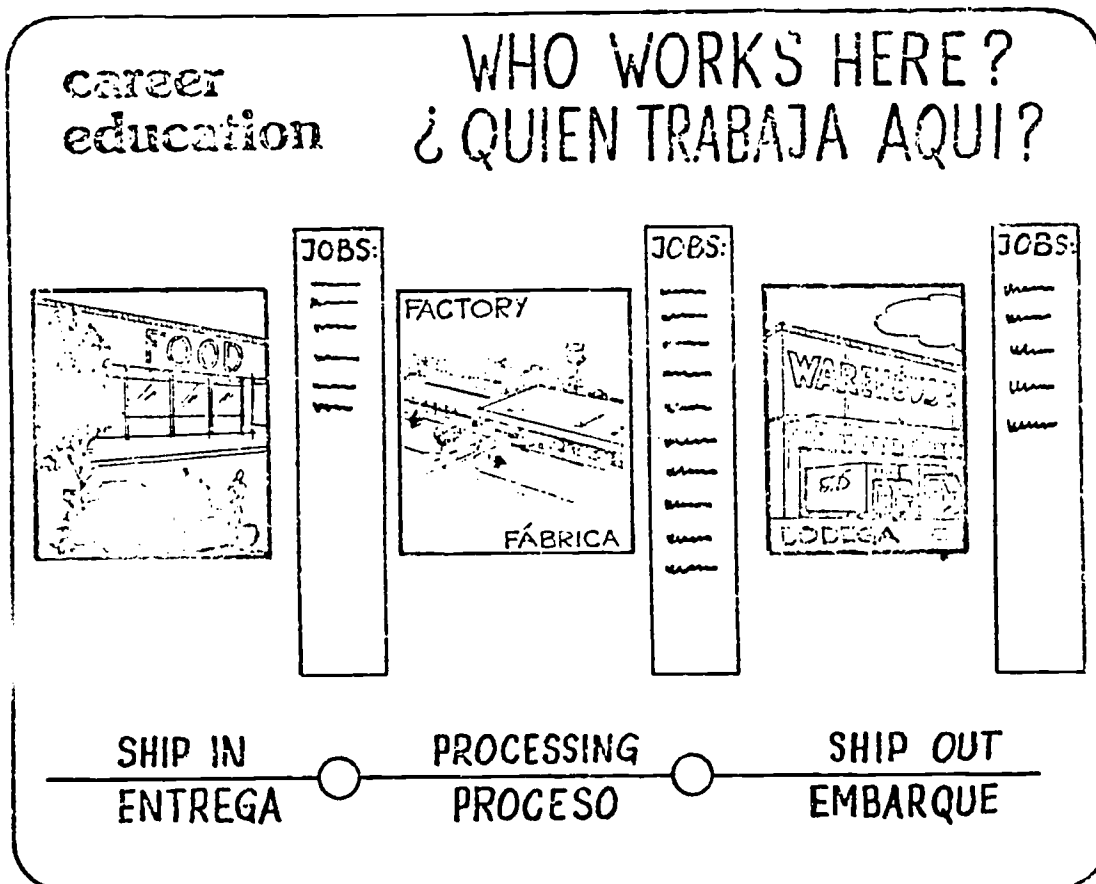 career
education
WHO WORKS HERE?
¿QUIEN TRABAJA AQUI?
JOBS:
FOOD
JOBS:
FACTORY
FÁBRICA
JOBS:
WAREHOUSE
SHIP IN
ENTREGA
PROCESSING
PROCESO
SHIP OUT
EMBARQUE